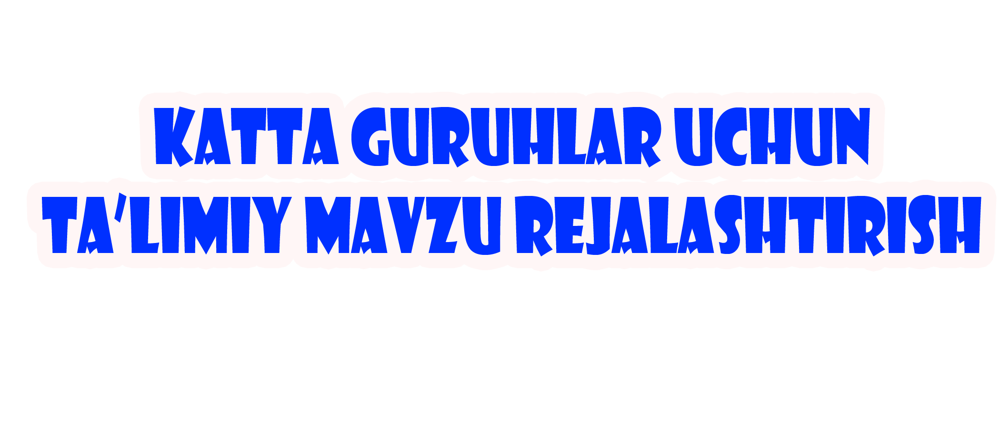 KATTA GURUHLAR UCHUN
TA'LIMIY MAVZU REJALASHTIRISH